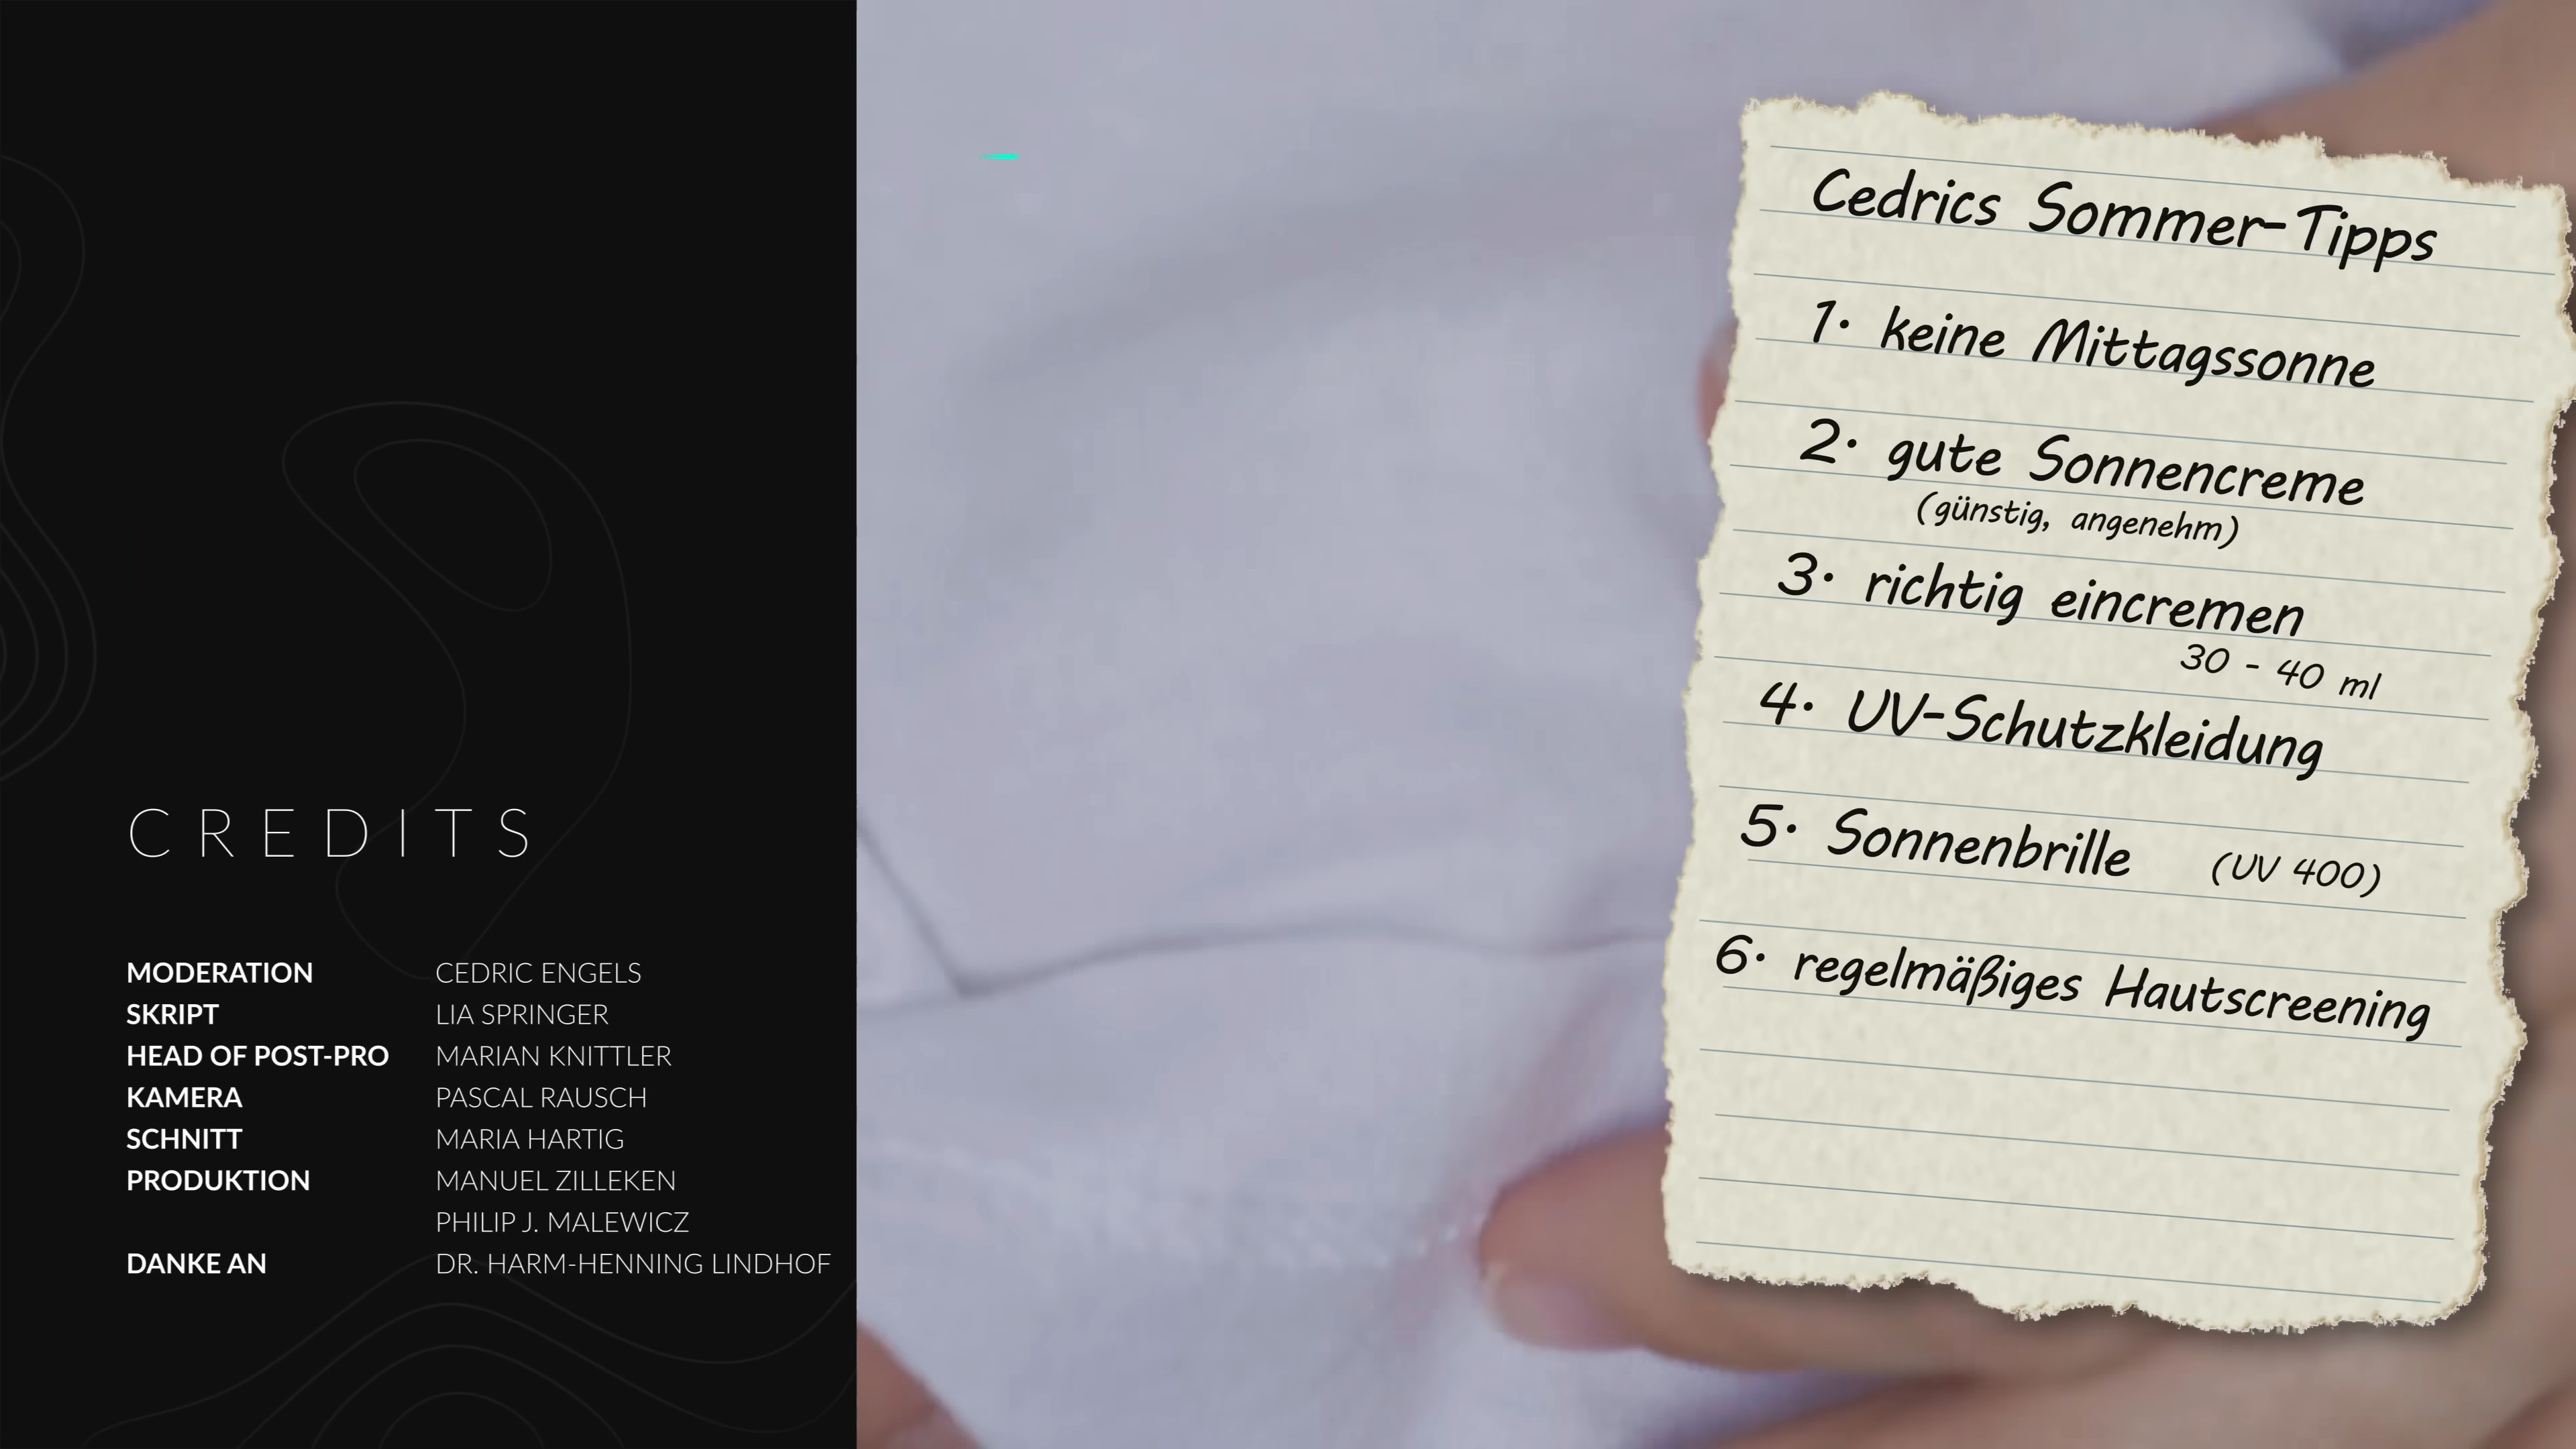 CREDITS
MODERATION CEDRIC ENGELS
SKRIPT LIA SPRINGER
HEAD OF POST-PRO MARIAN KNITTLER
KAMERA PASCAL RAUSCH
SCHNITT MARIA HARTIG
PRODUKTION MANUEL ZILLEKEN
PHILIP J. MALEWICZ
DANKE AN DR. HARM-HENNING LINDHOF
Cedrics Sommer-Tipps
1. keine Mittagssonne
2. gute Sonnencreme
(günstig, angenehm)
3. richtig eincremen
30 - 40 ml
4. UV-Schutzkleidung
5. Sonnenbrille (UV 400)
6. regelmäßiges Hautscreening